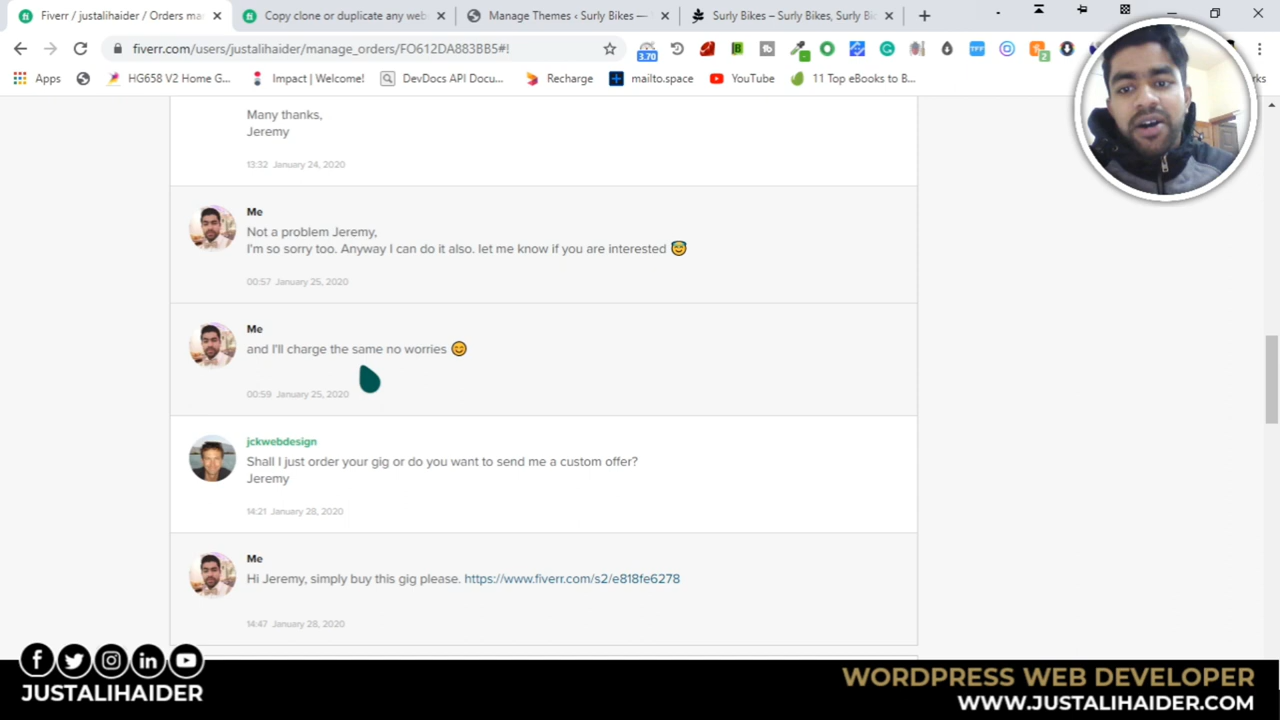 Fiverr / justalihaider / Orders ma
Copy clone or duplicate any web
Manage Themes ‹ Surly Bikes —
Surly Bikes – Surly Bikes, Surly Bi
fiverr.com/users/justalihaider/manage_orders/FO612DA883BB5#!
3.70
TFF
2
Apps
HG658 V2 Home G...
Impact | Welcome!
DevDocs API Docu...
Recharge
mailto.space
YouTube
11 Top eBooks to B...
Many thanks,
Jeremy
13:32 January 24, 2020
Me
Not a problem Jeremy,
I'm so sorry too. Anyway I can do it also. let me know if you are interested 😇
00:57 January 25, 2020
Me
and I'll charge the same no worries 😊
00:59 January 25, 2020
jckwebdesign
Shall I just order your gig or do you want to send me a custom offer?
Jeremy
14:21 January 28, 2020
Me
Hi Jeremy, simply buy this gig please. https://www.fiverr.com/s2/e818fe6278
14:47 January 28, 2020
JUSTALIHAIDER
WORDPRESS WEB DEVELOPER
WWW.JUSTALIHAIDER.COM